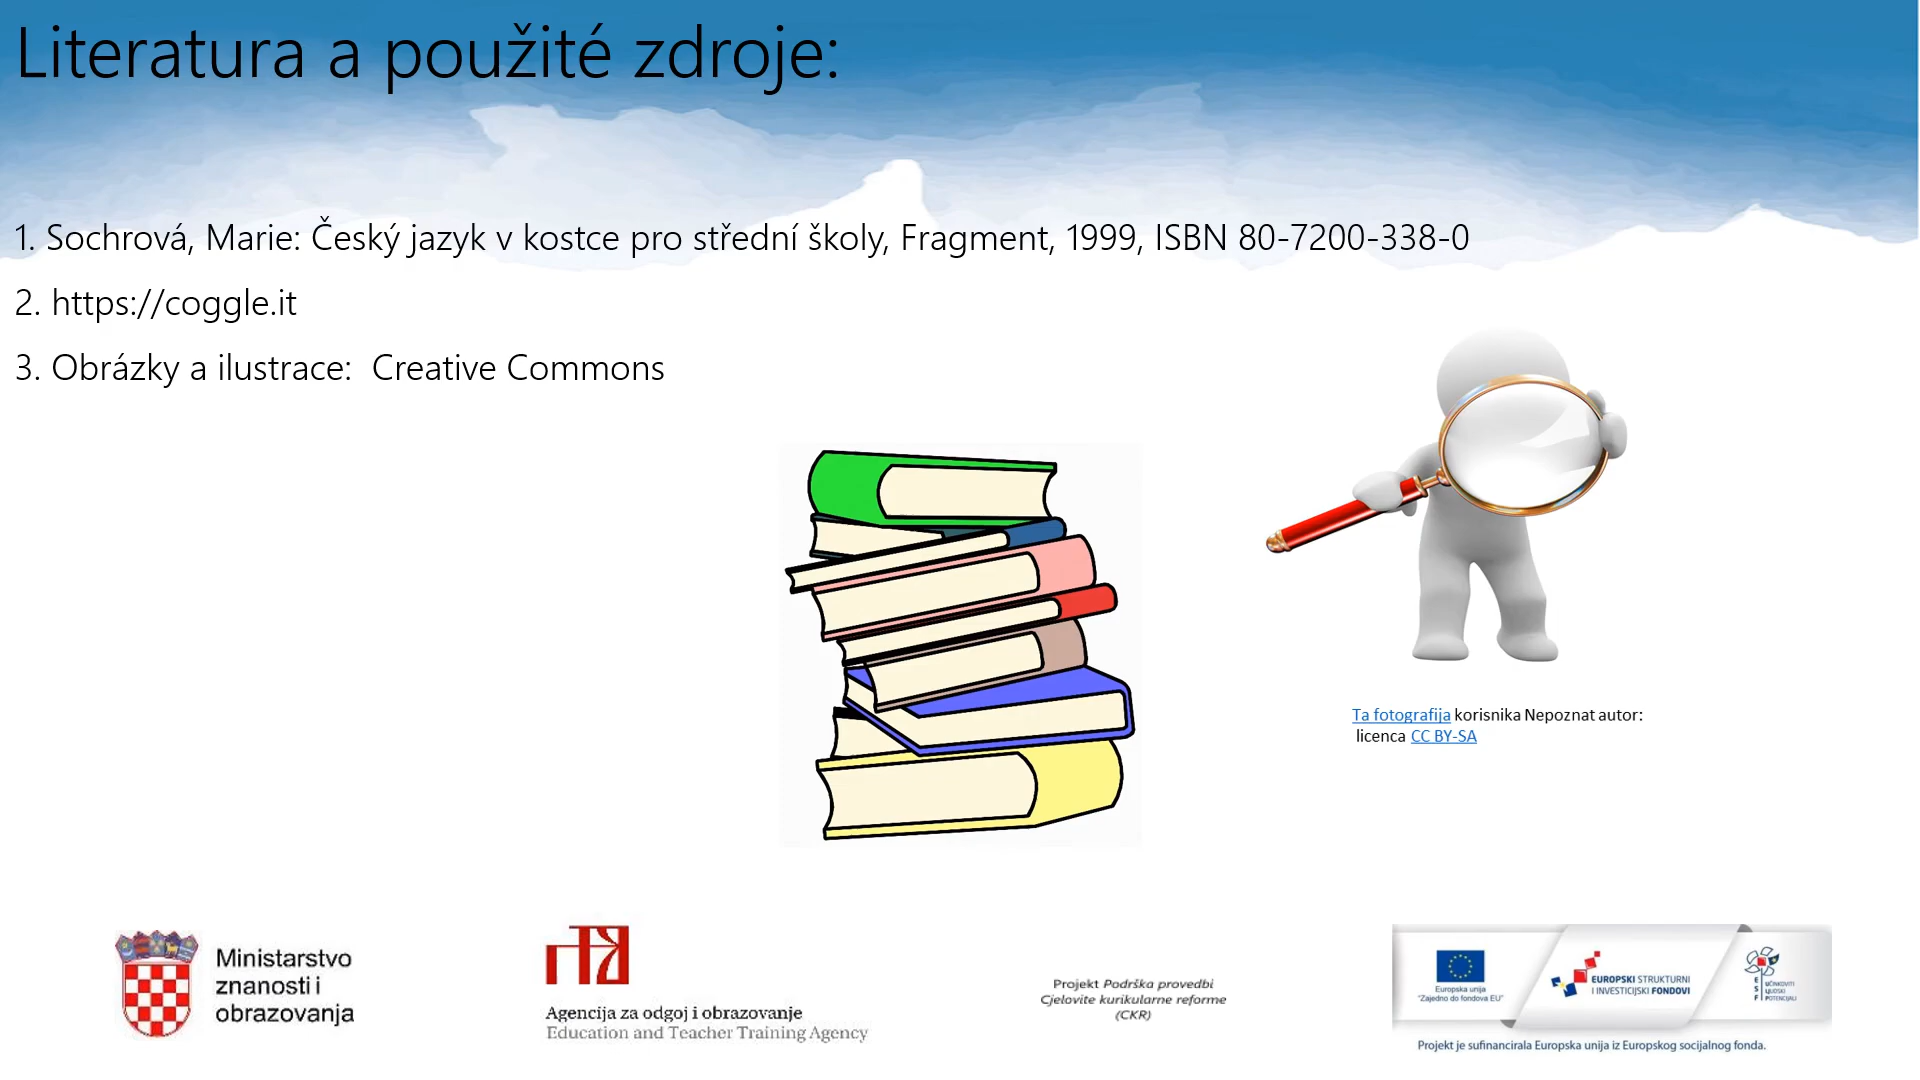 Literatura a použité zdroje:
1. Sochrová, Marie: Český jazyk v kostce pro střední školy, Fragment, 1999, ISBN 80-7200-338-0
2. https://coggle.it
3. Obrázky a ilustrace:  Creative Commons
Ta fotografija korisnika Nepoznat autor:
licenca CC BY-SA
Ministarstvo
znanosti i
obrazovanja
Agencija za odgoj i obrazovanje
Education and Teacher Training Agency
Projekt Podrška provedbi
Cjelovite kurikularne reforme
(CKR)
Europska unija
"Zajedno do fondova EU"
EUROPSKI STRUKTURNI
I INVESTICIJSKI FONDOVI
ESF
UČINKOVITI
LJUDSKI
POTENCIJALI
Projekt je sufinancirala Europska unija iz Europskog socijalnog fonda.